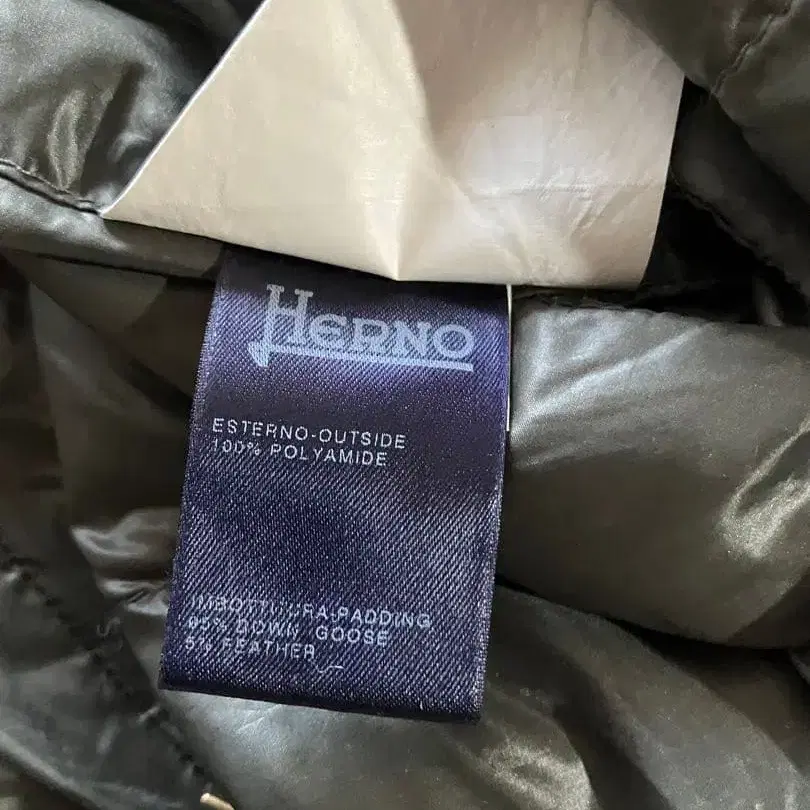 HERNO
ESTERNO-OUTSIDE
100% POLYAMIDE
IMBOTTITURA-PADDING
95% DOWN GOOSE
5% FEATHER